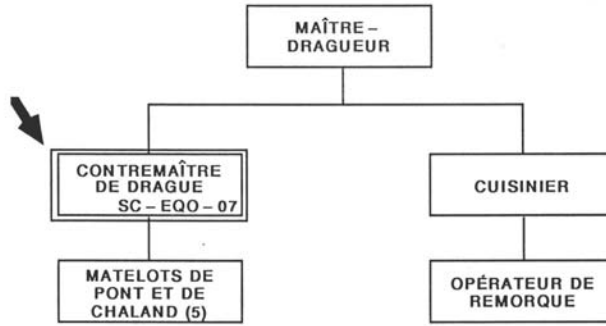 MAÎTRE –
DRAGUEUR
CONTREMAÎTRE
DE DRAGUE
SC – EQO – 07
CUISINIER
MATELOTS DE
PONT ET DE
CHALAND (5)
OPÉRATEUR DE
REMORQUE